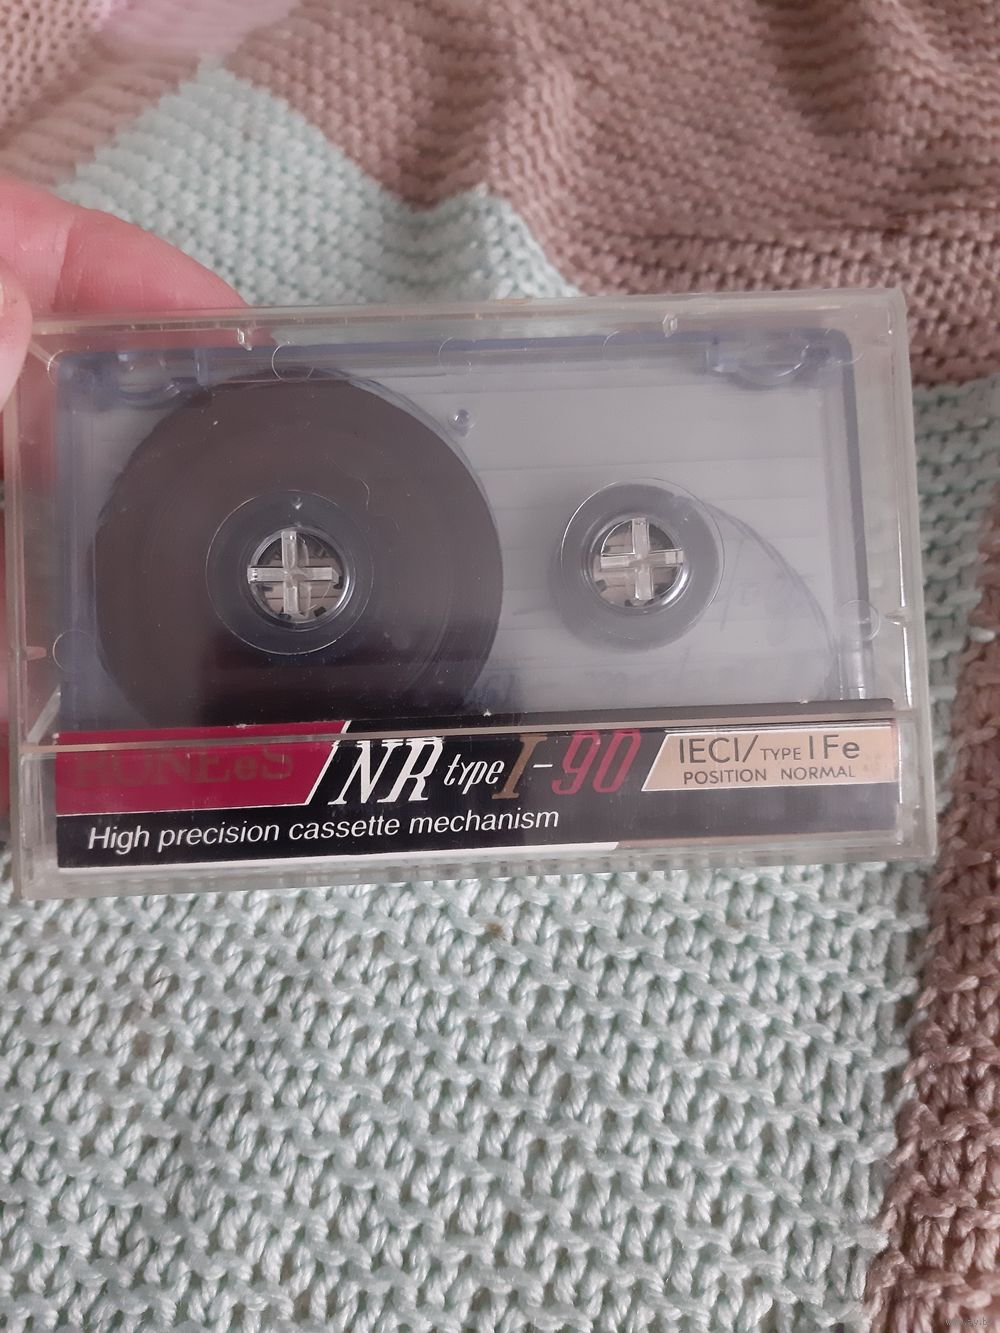 NR type I-90
IECI/TYPE I Fe
POSITION NORMAL
High precision cassette mechanism